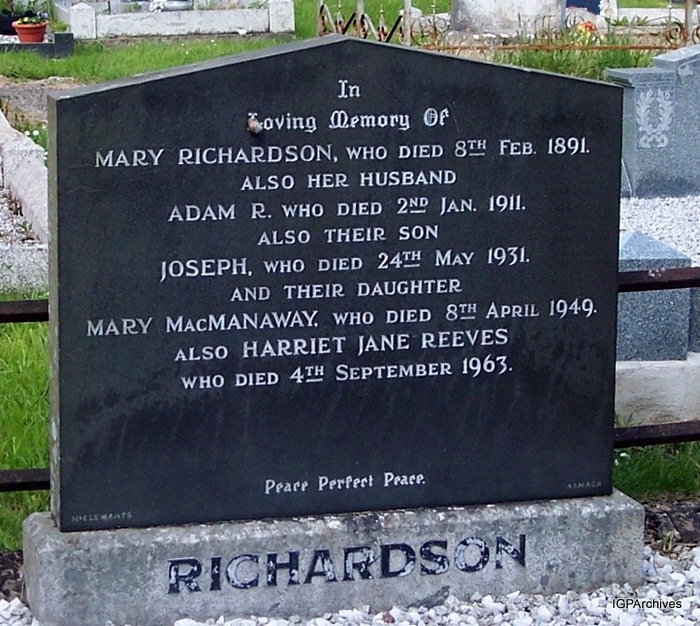 In
Loving Memory Of
MARY RICHARDSON, WHO DIED 8TH FEB. 1891.
ALSO HER HUSBAND
ADAM R. WHO DIED 2ND JAN. 1911.
ALSO THEIR SON
JOSEPH, WHO DIED 24TH MAY 1931.
AND THEIR DAUGHTER
MARY MACMANAWAY, WHO DIED 8TH APRIL 1949.
ALSO HARRIET JANE REEVES
WHO DIED 4TH SEPTEMBER 1963.
Peace Perfect Peace.
McCLEMENTS ARMAGH
RICHARDSON
IGPArchives